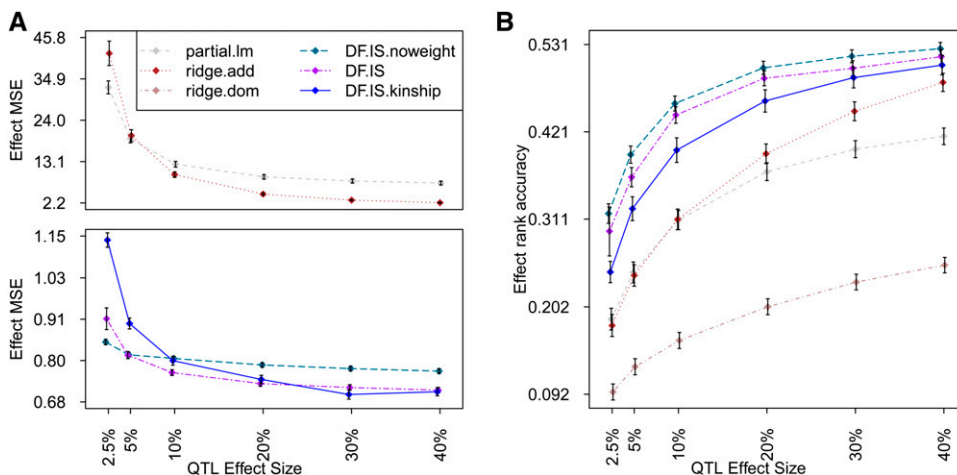 A
Effect MSE
45.8
34.9
24.0
13.1
2.2
partial.lm
ridge.add
ridge.dom
DF.IS.noweight
DF.IS
DF.IS.kinship
Effect MSE
1.15
1.03
0.91
0.80
0.68
2.5%
5%
10%
20%
30%
40%
QTL Effect Size
B
Effect rank accuracy
0.531
0.421
0.311
0.202
0.092
2.5%
5%
10%
20%
30%
40%
QTL Effect Size